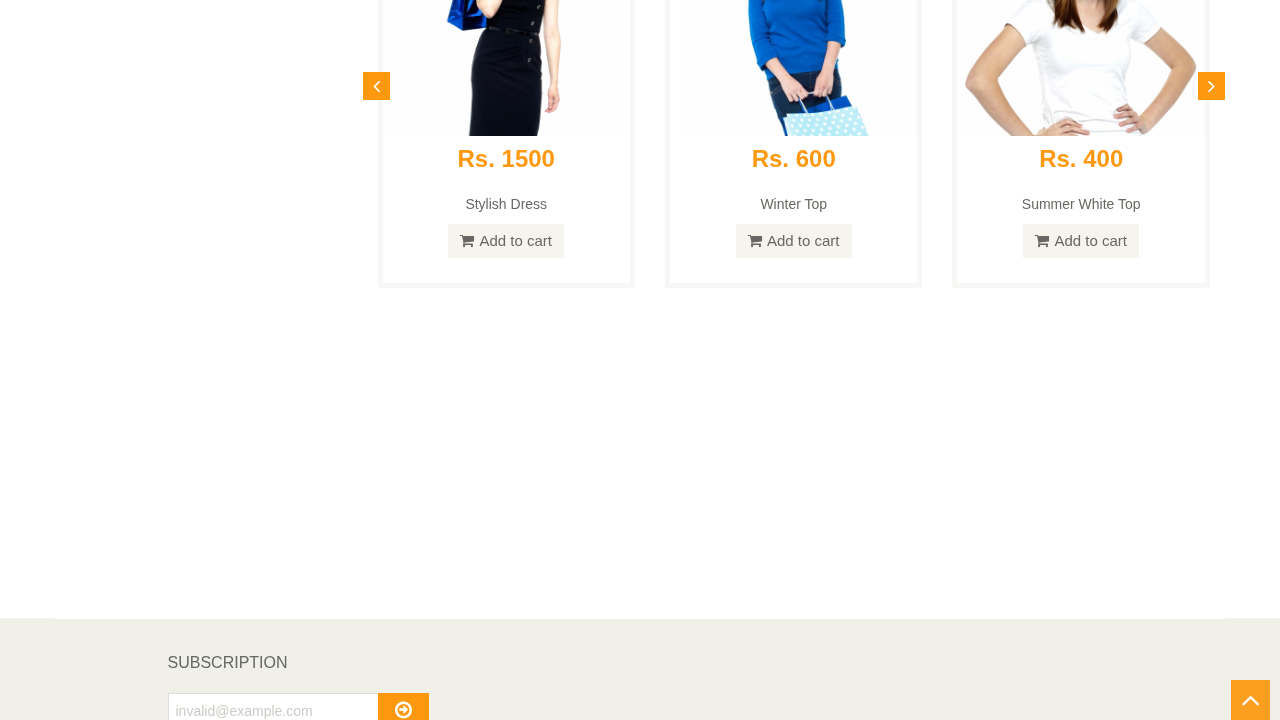 Rs. 1500
Stylish Dress
Add to cart
Rs. 600
Winter Top
Add to cart
Rs. 400
Summer White Top
Add to cart
SUBSCRIPTION
invalid@example.com